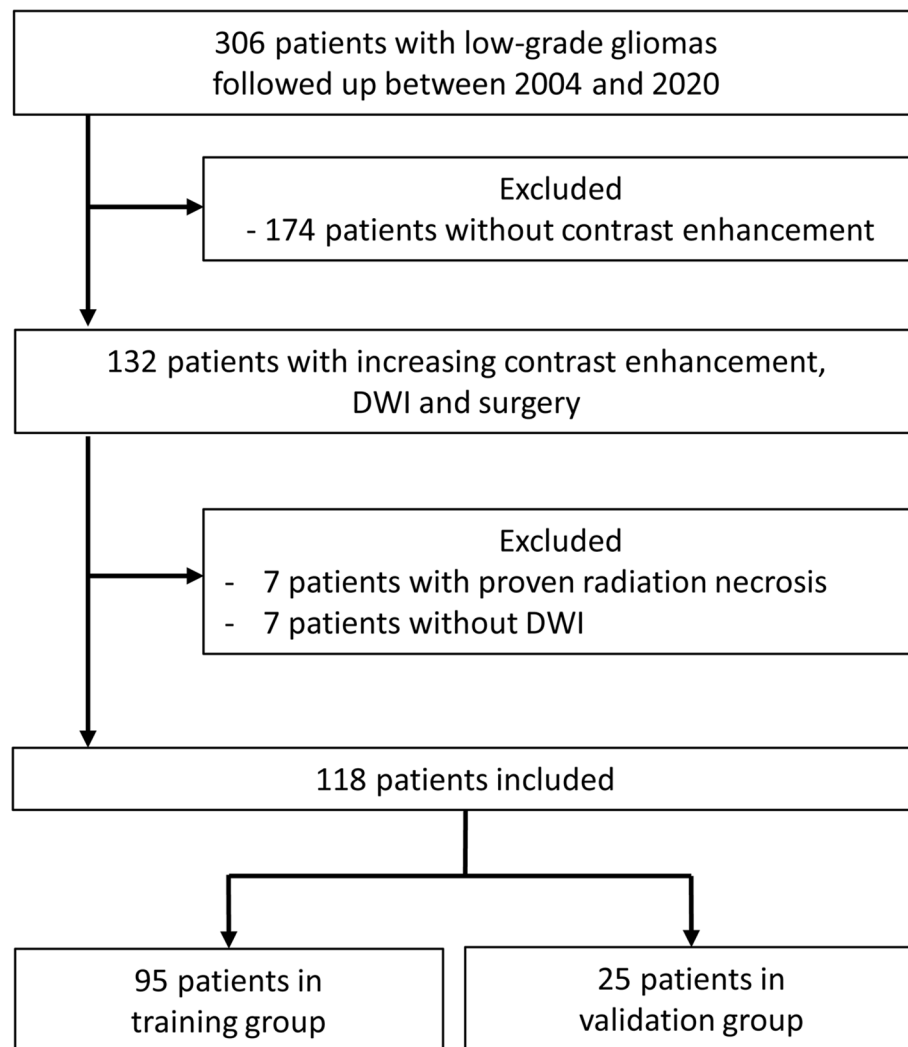 306 patients with low-grade gliomas
followed up between 2004 and 2020
Excluded
- 174 patients without contrast enhancement
132 patients with increasing contrast enhancement,
DWI and surgery
Excluded
- 7 patients with proven radiation necrosis
- 7 patients without DWI
118 patients included
95 patients in
training group
25 patients in
validation group